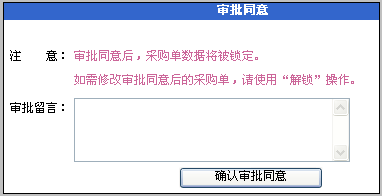 审批同意
注　　意： 审批同意后，采购单数据将被锁定。
如需修改审批同意后的采购单，请使用“解锁”操作。
审批留言：
确认审批同意